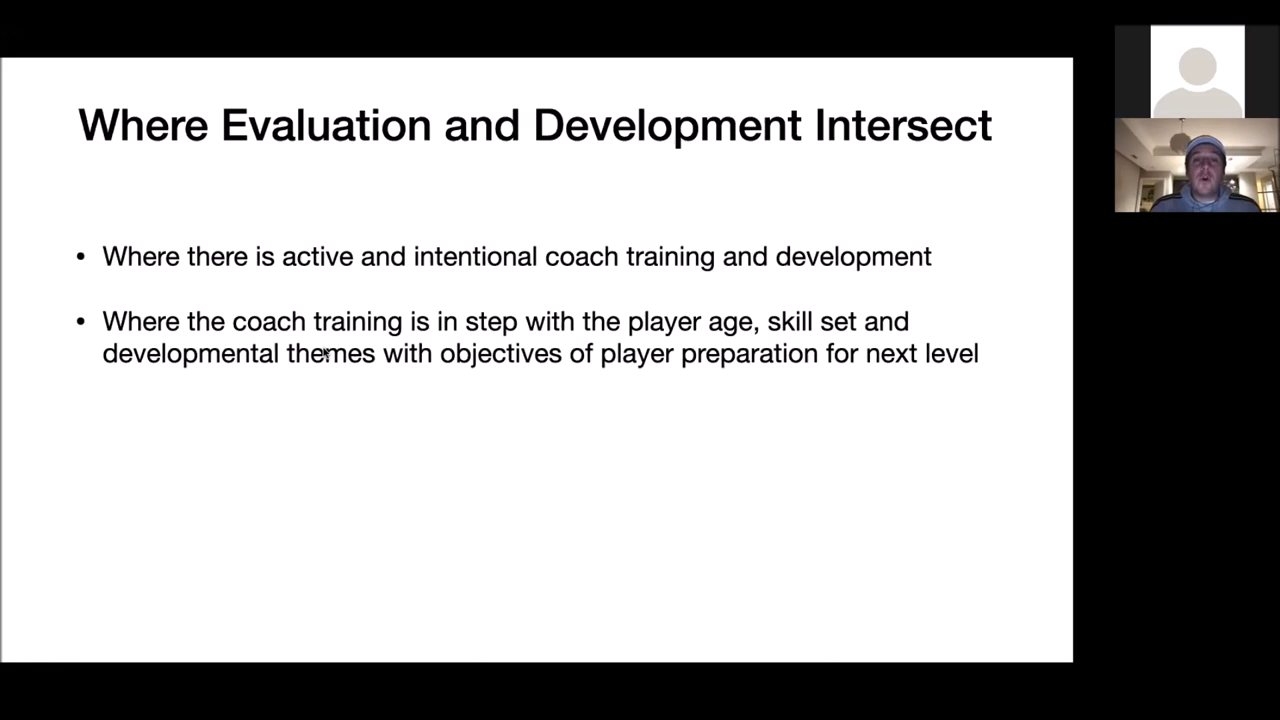 Where Evaluation and Development Intersect
• Where there is active and intentional coach training and development
• Where the coach training is in step with the player age, skill set and
developmental themes with objectives of player preparation for next level